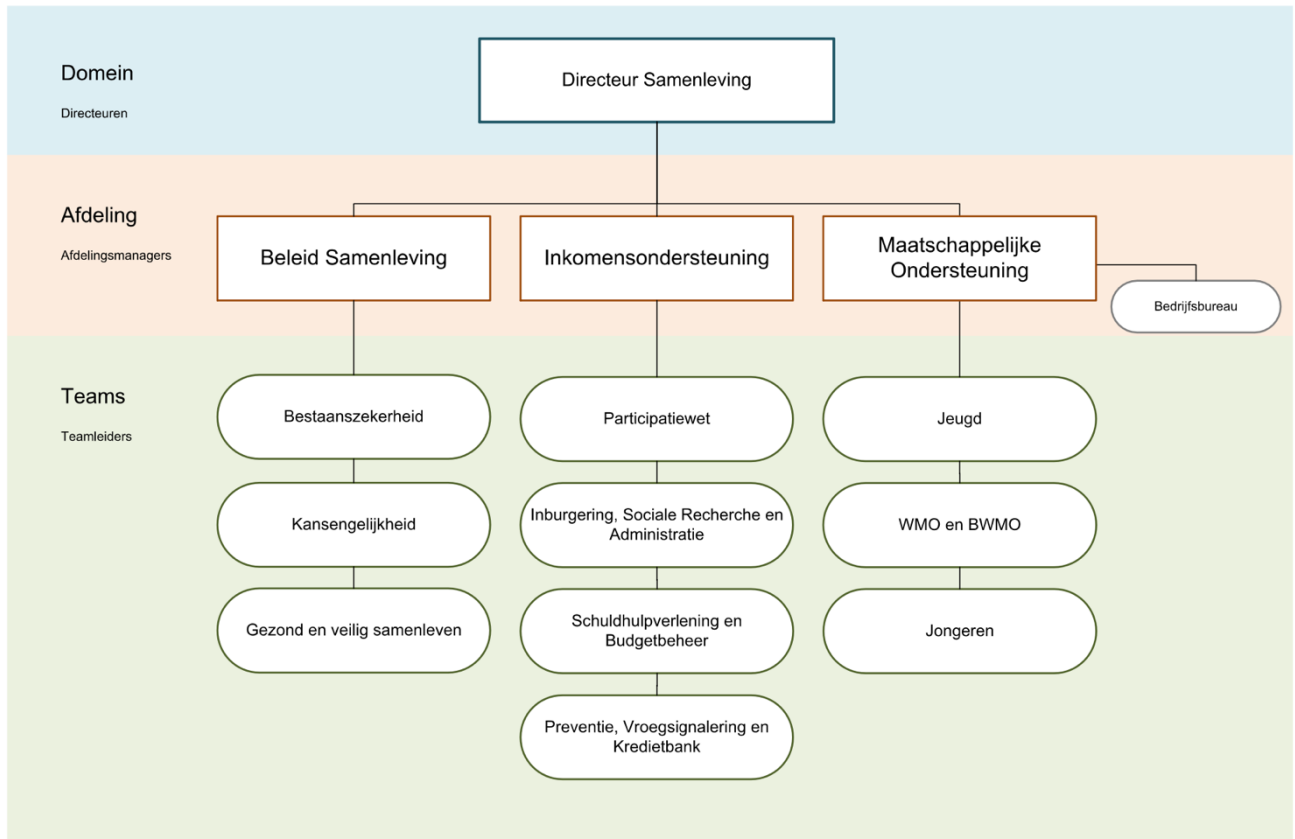 Domein
Directeuren
Directeur Samenleving
Afdeling
Afdelingsmanagers
Beleid Samenleving
Inkomensondersteuning
Maatschappelijke
Ondersteuning
Bedrijfsbureau
Teams
Teamleiders
Bestaanszekerheid
Participatiewet
Jeugd
Kansengelijkheid
Inburgering, Sociale Recherche en
Administratie
WMO en BWMO
Gezond en veilig samenleven
Schuldhulpverlening en
Budgetbeheer
Jongeren
Preventie, Vroegsignalering en
Kredietbank